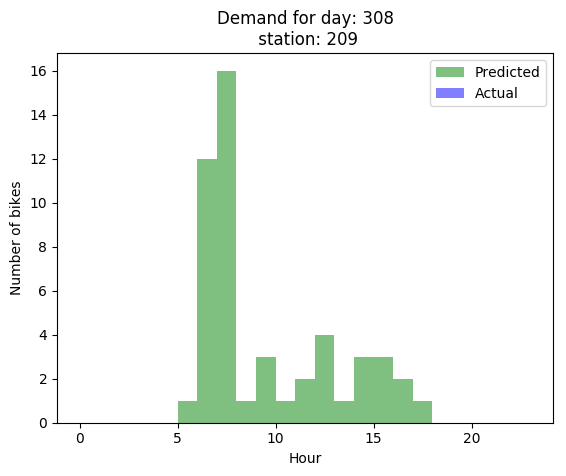 Demand for day: 308
station: 209
Predicted
Actual
Number of bikes
16
14
12
10
8
6
4
2
0
0 5 10 15 20
Hour